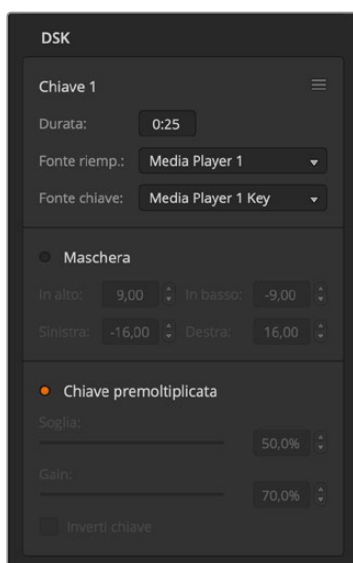 DSK
Chiave 1
Durata: 0:25
Fonte riemp.: Media Player 1
Fonte chiave: Media Player 1 Key
Maschera
In alto: 9,00 In basso: -9,00
Sinistra: -16,00 Destra: 16,00
Chiave premoltiplicata
Soglia:
50,0%
Gain:
70,0%
Inverti chiave